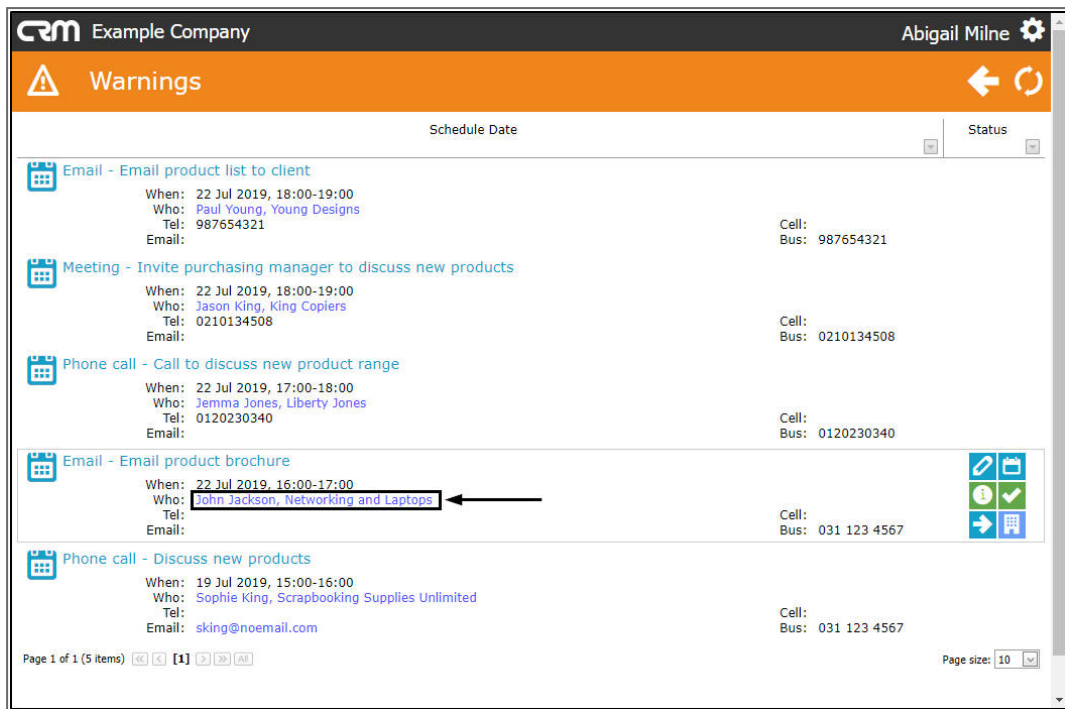 CRM Example Company Abigail Milne
Warnings
Schedule Date Status
Email - Email product list to client
When: 22 Jul 2019, 18:00-19:00
Who: Paul Young, Young Designs
Tel: 987654321 Cell:
Email: Bus: 987654321
Meeting - Invite purchasing manager to discuss new products
When: 22 Jul 2019, 18:00-19:00
Who: Jason King, King Copiers
Tel: 0210134508 Cell:
Email: Bus: 0210134508
Phone call - Call to discuss new product range
When: 22 Jul 2019, 17:00-18:00
Who: Jemma Jones, Liberty Jones
Tel: 0120230340 Cell:
Email: Bus: 0120230340
Email - Email product brochure
When: 22 Jul 2019, 16:00-17:00
Who: John Jackson, Networking and Laptops
Tel: Cell:
Email: Bus: 031 123 4567
Phone call - Discuss new products
When: 19 Jul 2019, 15:00-16:00
Who: Sophie King, Scrapbooking Supplies Unlimited
Tel: Cell:
Email: sking@noemail.com Bus: 031 123 4567
Page 1 of 1 (5 items) [1] All Page size: 10